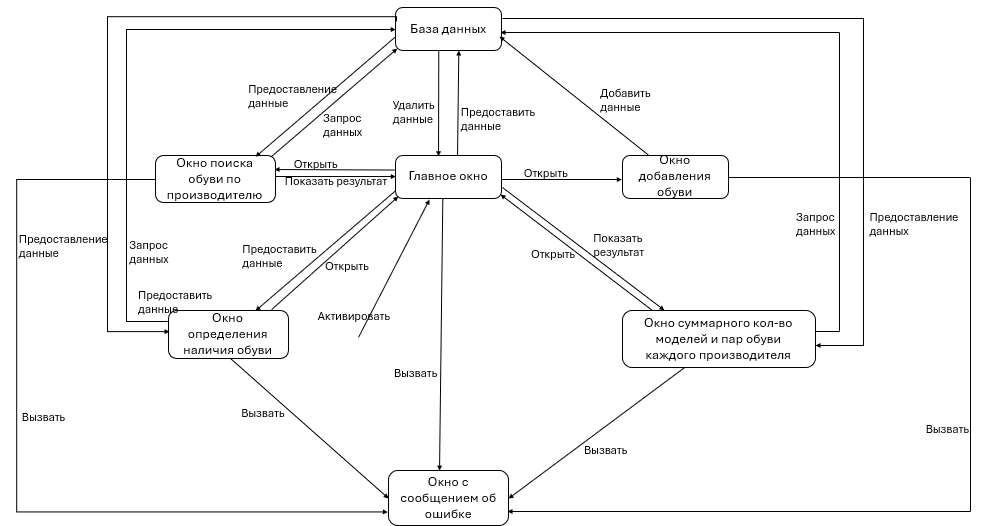 База данных
Предоставление
данные
Запрос
данных
Удалить
данные
Предоставить
данные
Добавить
данные
Окно поиска
обуви по
производителю
Открыть
Показать результат
Главное окно
Открыть
Окно
добавления
обуви
Предоставление
данные
Запрос
данных
Предоставить
данные
Предоставить
данные
Открыть
Активировать
Открыть
Показать
результат
Запрос
данных
Предоставление
данных
Окно
определения
наличия обуви
Окно суммарного кол-во
моделей и пар обуви
каждого производителя
Вызвать
Вызвать
Вызвать
Вызвать
Вызвать
Окно с
сообщением об
ошибке